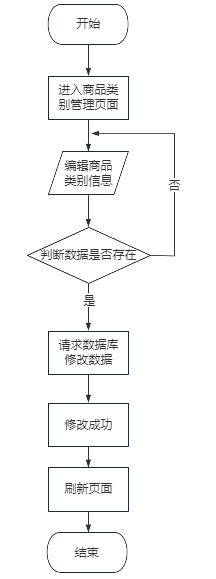 开始
进入商品类
别管理页面
编辑商品
类别信息
否
判断数据是否存在
是
请求数据库
修改数据
修改成功
刷新页面
结束